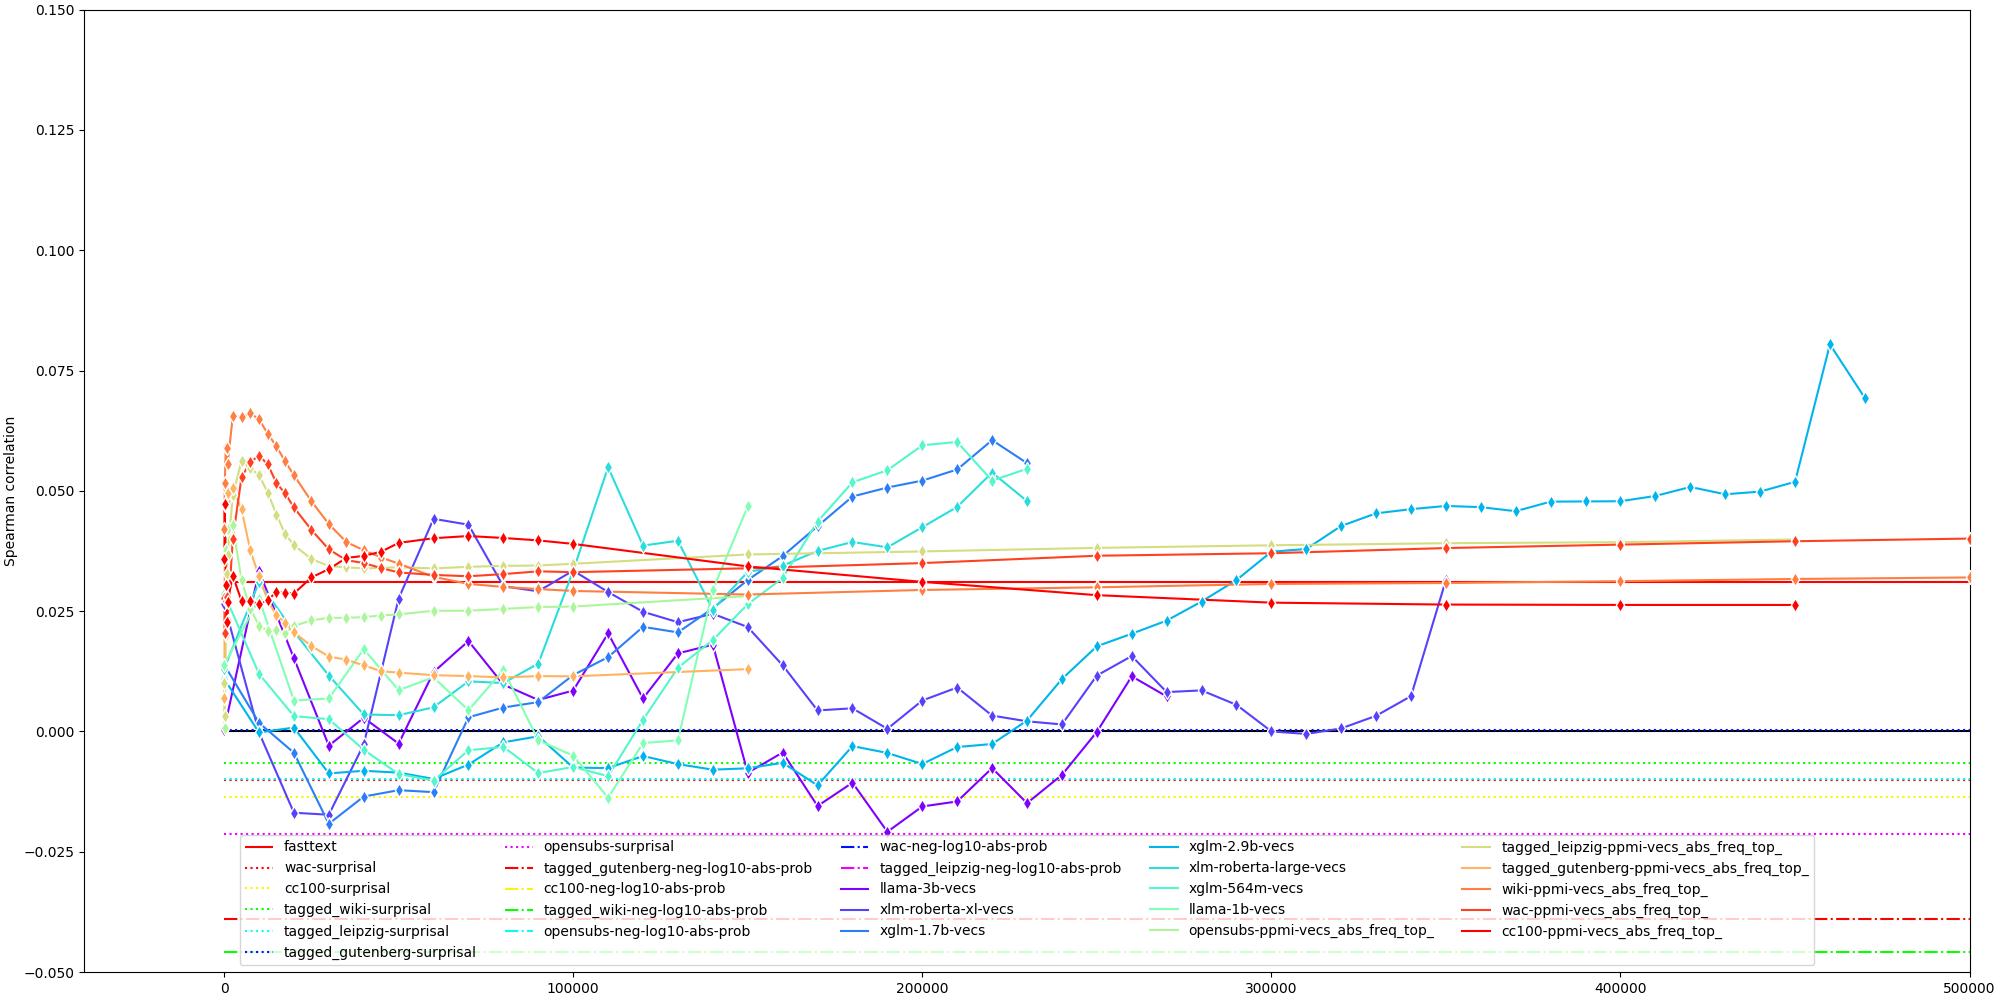 0.150
0.125
0.100
0.075
0.050
0.025
0.000
−0.025
−0.050
Spearman correlation
fasttext
wac-surprisal
cc100-surprisal
tagged_wiki-surprisal
tagged_leipzig-surprisal
tagged_gutenberg-surprisal
opensubs-surprisal
tagged_gutenberg-neg-log10-abs-prob
cc100-neg-log10-abs-prob
tagged_wiki-neg-log10-abs-prob
opensubs-neg-log10-abs-prob
wac-neg-log10-abs-prob
tagged_leipzig-neg-log10-abs-prob
llama-3b-vecs
xlm-roberta-xl-vecs
xglm-1.7b-vecs
xglm-2.9b-vecs
xlm-roberta-large-vecs
xglm-564m-vecs
llama-1b-vecs
opensubs-ppmi-vecs_abs_freq_top_
tagged_leipzig-ppmi-vecs_abs_freq_top_
tagged_gutenberg-ppmi-vecs_abs_freq_top_
wiki-ppmi-vecs_abs_freq_top_
wac-ppmi-vecs_abs_freq_top_
cc100-ppmi-vecs_abs_freq_top_
0 100000 200000 300000 400000 500000